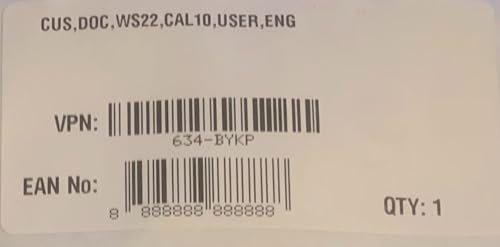 CUS,DOC,WS22,CAL10,USER,ENG
VPN:
634-BYKP
EAN No:
8 888888 888888
QTY: 1